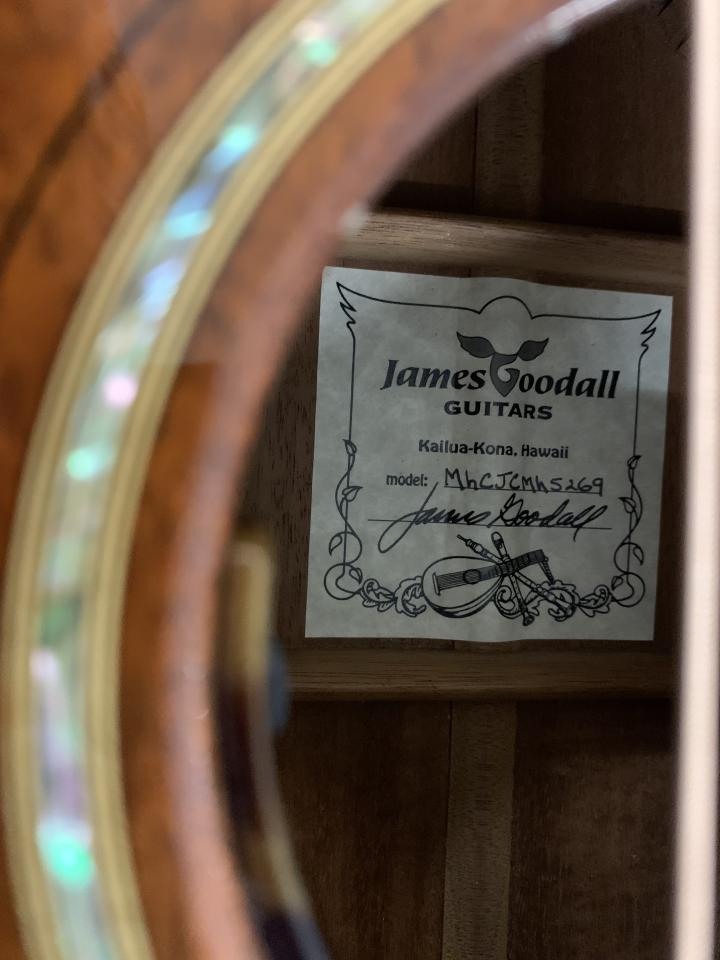 James Goodall
GUITARS
Kailua-Kona, Hawaii
model: MhCJCMh5269
James Goodall